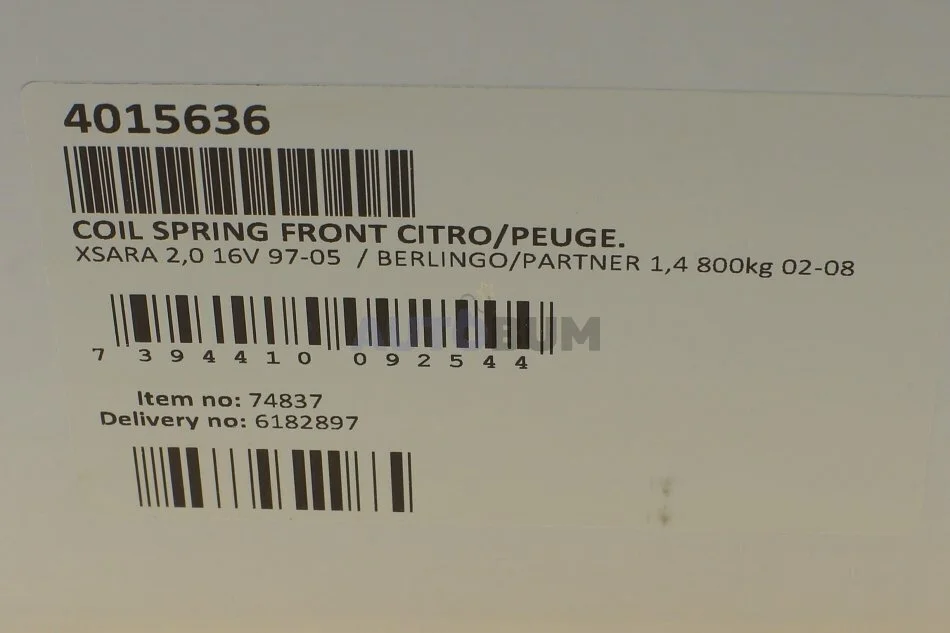 4015636
COIL SPRING FRONT CITRO/PEUGE.
XSARA 2,0 16V 97-05 / BERLINGO/PARTNER 1,4 800kg 02-08
AUTOBUM
7 394410 092544
Item no: 74837
Delivery no: 6182897